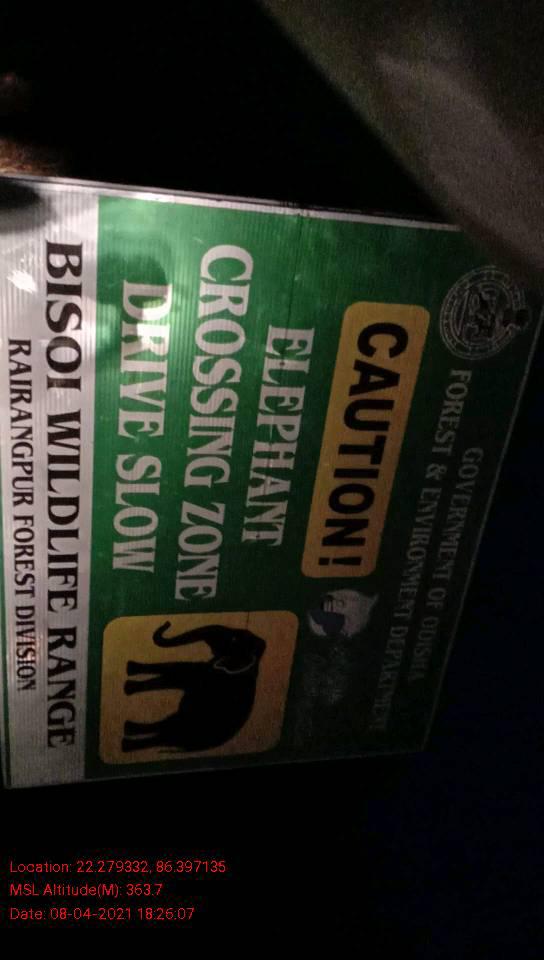 GOVERNMENT OF ODISHA
FOREST & ENVIRONMENT DEPARTMENT
CAUTION!
ELEPHANT
CROSSING ZONE
DRIVE SLOW
BISOI WILDLIFE RANGE
RAIRANGPUR FOREST DIVISION
Location: 22.279332, 86.397135
MSL Altitude(M): 363.7
Date: 08-04-2021 18:26:07